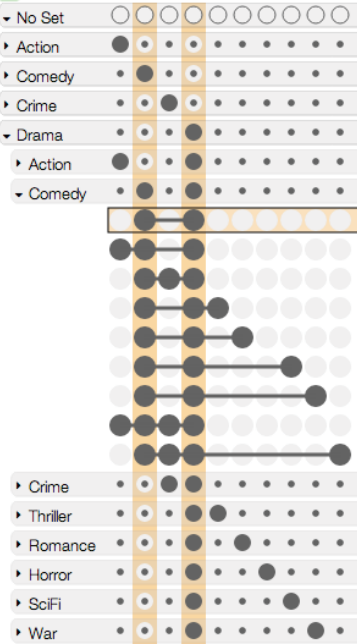 No Set
Action
Comedy
Crime
Drama
Action
Comedy
Crime
Thriller
Romance
Horror
SciFi
War